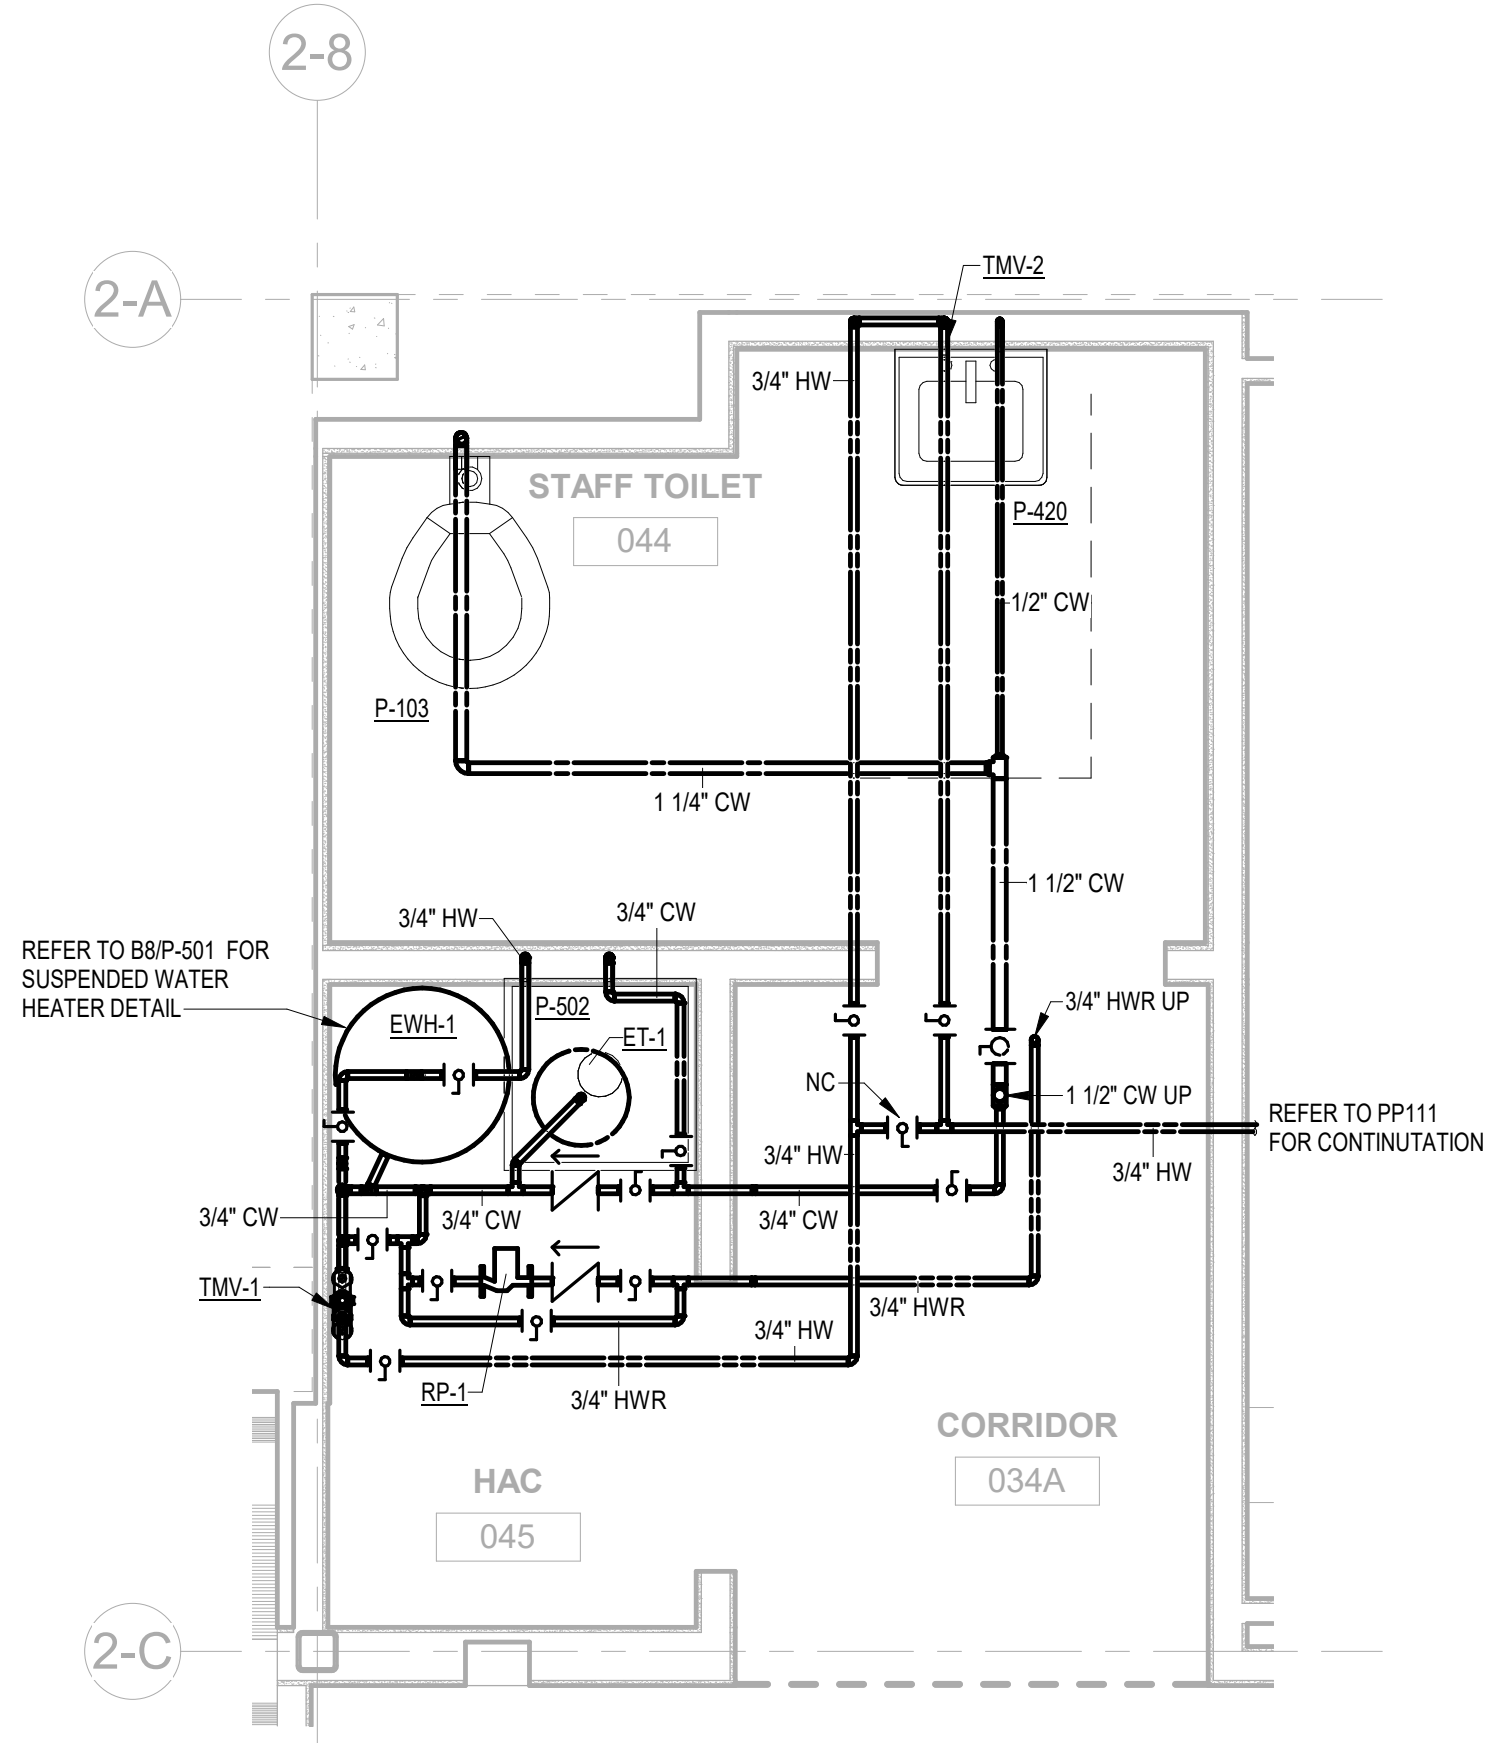 2-8
2-A
TMV-2
3/4" HW
STAFF TOILET
044
P-420
1/2" CW
P-103
1 1/4" CW
1 1/2" CW
3/4" HW
3/4" CW
REFER TO B8/P-501 FOR
SUSPENDED WATER
HEATER DETAIL
P-502
EWH-1
ET-1
3/4" HWR UP
NC
1 1/2" CW UP
REFER TO PP111
FOR CONTINUTATION
3/4" HW
3/4" HW
3/4" CW
3/4" CW
3/4" CW
TMV-1
3/4" HWR
3/4" HW
RP-1
3/4" HWR
CORRIDOR
034A
HAC
045
2-C